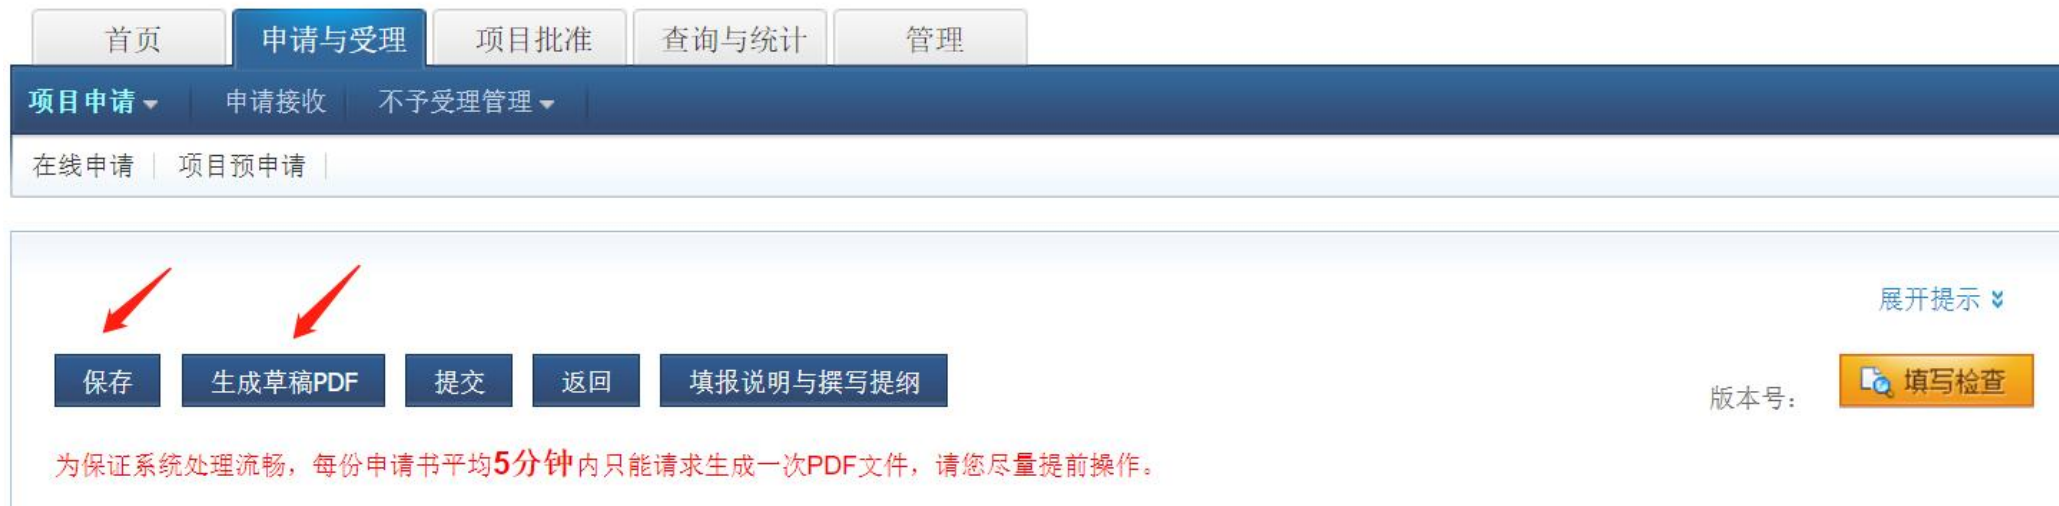 首页 申请与受理 项目批准 查询与统计 管理
项目申请 申请接收 不予受理管理
在线申请 项目预申请
展开提示
保存 生成草稿PDF 提交 返回 填报说明与撰写提纲 版本号： 填写检查
为保证系统处理流畅，每份申请书平均5分钟内只能请求生成一次PDF文件，请您尽量提前操作。